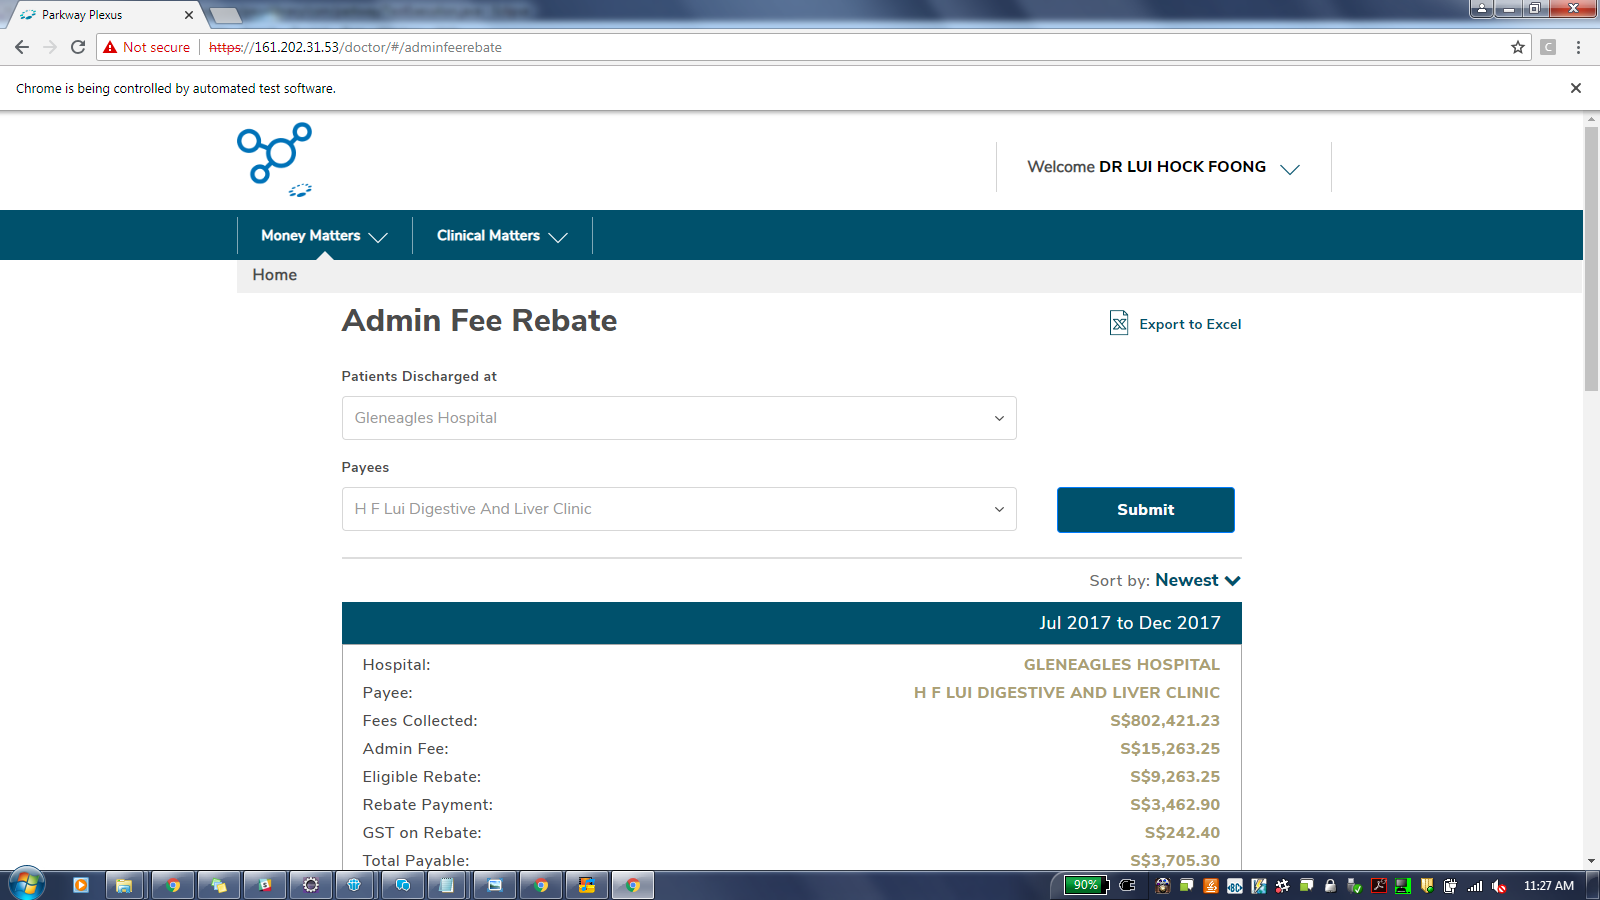 Parkway Plexus
Not secure
https://161.202.31.53/doctor/#/adminfeerebate
C
Chrome is being controlled by automated test software.
Welcome DR LUI HOCK FOONG
Money Matters
Clinical Matters
Home
Admin Fee Rebate
Export to Excel
Patients Discharged at
Gleneagles Hospital
Payees
H F Lui Digestive And Liver Clinic
Submit
Sort by: Newest
Jul 2017 to Dec 2017
Hospital: GLENEAGLES HOSPITAL
Payee: H F LUI DIGESTIVE AND LIVER CLINIC
Fees Collected: S$802,421.23
Admin Fee: S$15,263.25
Eligible Rebate: S$9,263.25
Rebate Payment: S$3,462.90
GST on Rebate: S$242.40
Total Payable: S$3,705.30
90%
11:27 AM